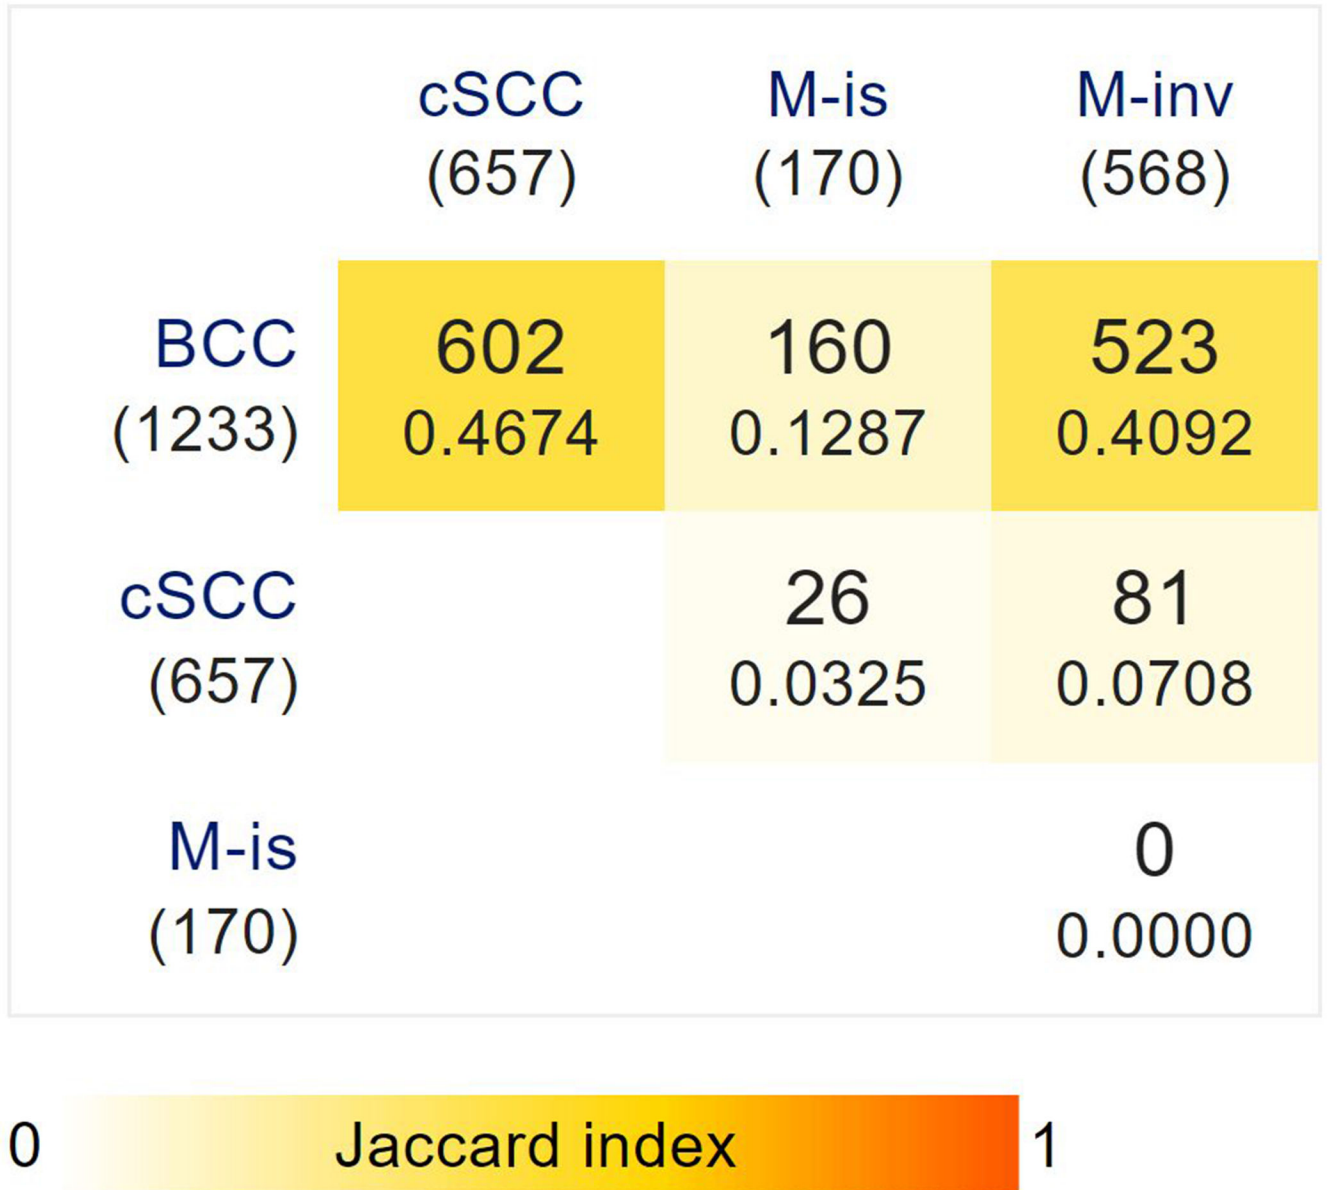 cSCC M-is M-inv
(657) (170) (568)
BCC 602 160 523
(1233) 0.4674 0.1287 0.4092
cSCC 26 81
(657) 0.0325 0.0708
M-is 0
(170) 0.0000
0 Jaccard index 1